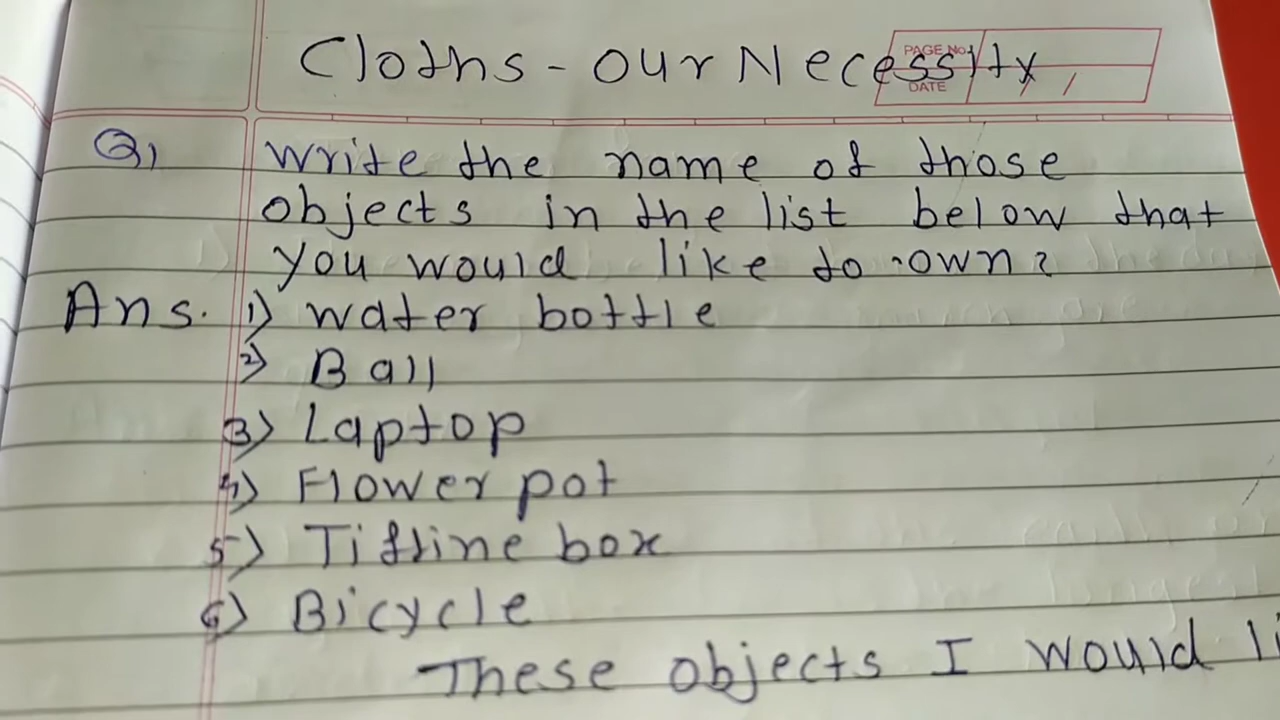 Cloths - our Necessity
PAGE NO.
DATE
Q1 Write the name of those
objects in the list below that
you would like to own?
Ans. 1) water bottle
2) Ball
3) Laptop
4) Flower pot
5) Tiffine box
6) Bicycle
These objects I would li